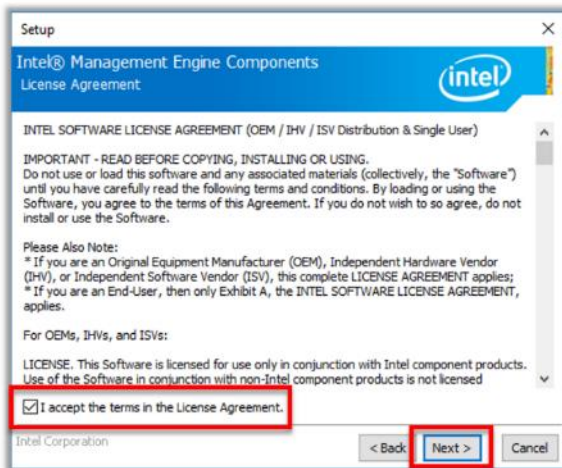 Setup
Intel® Management Engine Components
License Agreement
intel
INTEL SOFTWARE LICENSE AGREEMENT (OEM / IHV / ISV Distribution & Single User)
IMPORTANT - READ BEFORE COPYING, INSTALLING OR USING.
Do not use or load this software and any associated materials (collectively, the "Software")
until you have carefully read the following terms and conditions. By loading or using the
Software, you agree to the terms of this Agreement. If you do not wish to so agree, do not
install or use the Software.
Please Also Note:
* If you are an Original Equipment Manufacturer (OEM), Independent Hardware Vendor
(IHV), or Independent Software Vendor (ISV), this complete LICENSE AGREEMENT applies;
* If you are an End-User, then only Exhibit A, the INTEL SOFTWARE LICENSE AGREEMENT,
applies.
For OEMs, IHVs, and ISVs:
LICENSE. This Software is licensed for use only in conjunction with Intel component products.
Use of the Software in conjunction with non-Intel component products is not licensed
I accept the terms in the License Agreement.
Intel Corporation
< Back
Next >
Cancel